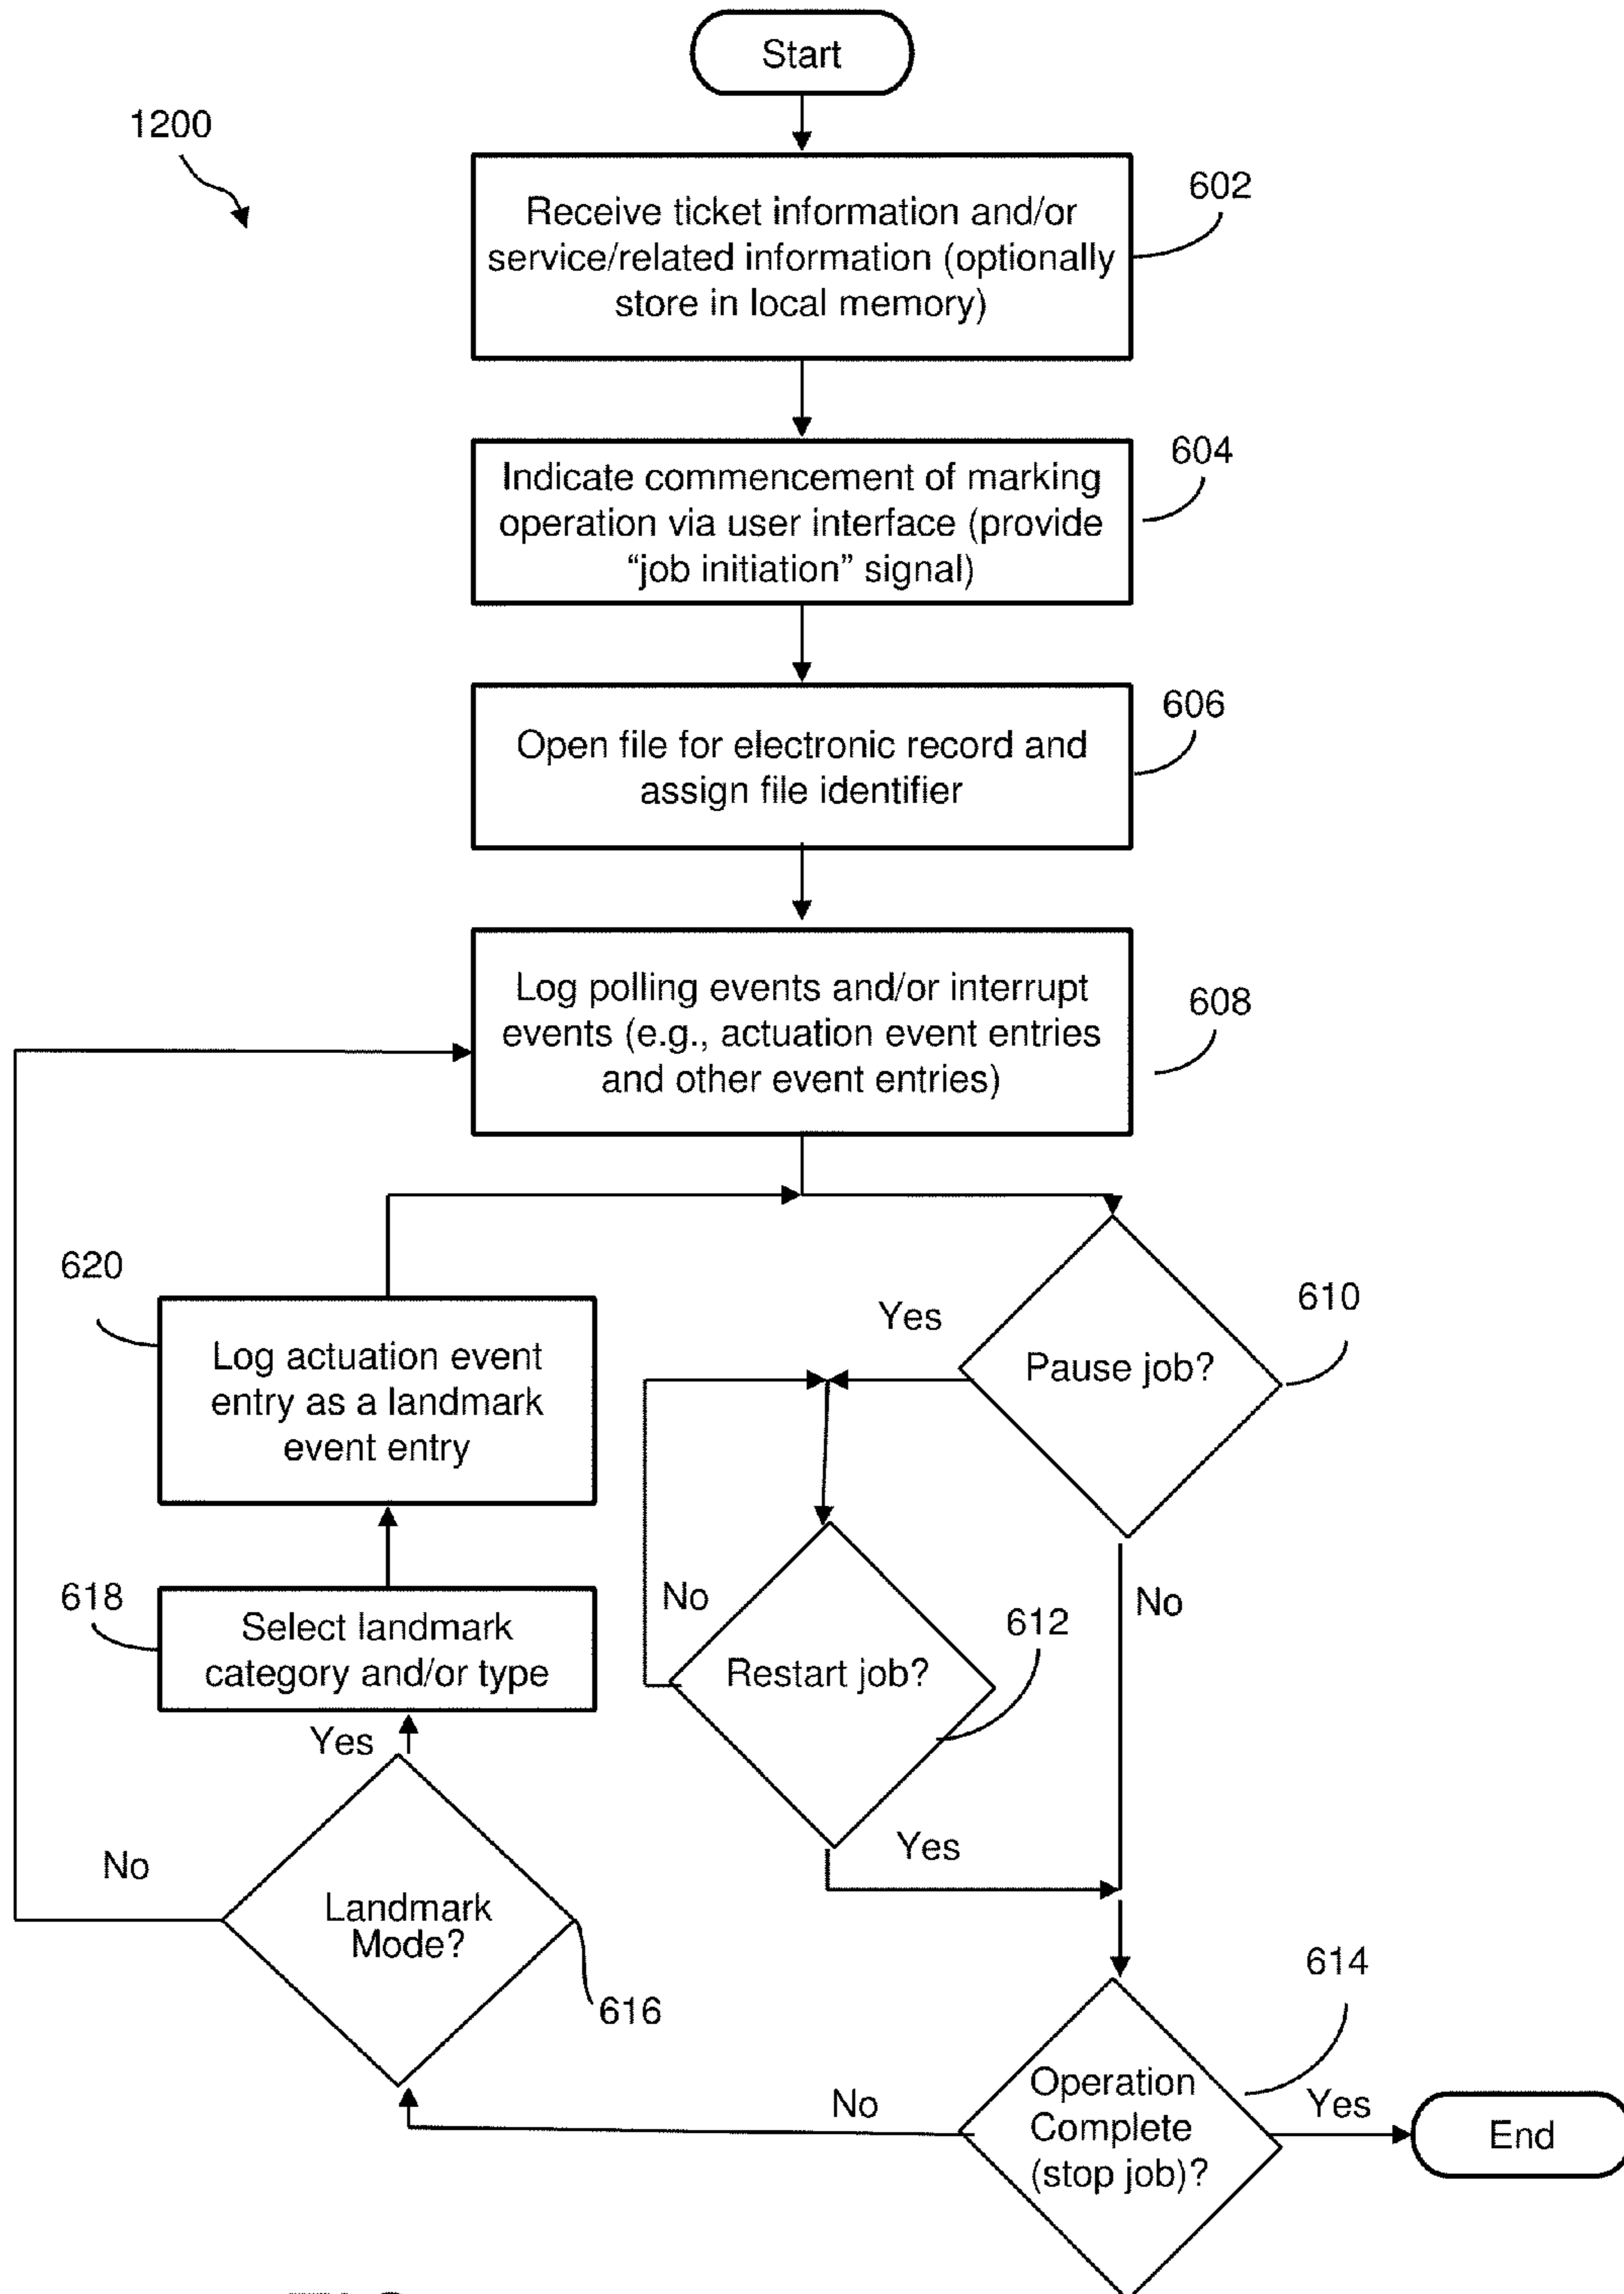 Start
1200
602
Receive ticket information and/or
service/related information (optionally
store in local memory)
604
Indicate commencement of marking
operation via user interface (provide
“job initiation” signal)
606
Open file for electronic record and
assign file identifier
608
Log polling events and/or interrupt
events (e.g., actuation event entries
and other event entries)
620
Log actuation event
entry as a landmark
event entry
610
Yes
Pause job?
No
618
Select landmark
category and/or type
No
612
Restart job?
Yes
Yes
No
Landmark
Mode?
616
614
No
Operation
Complete
(stop job)?
Yes
End